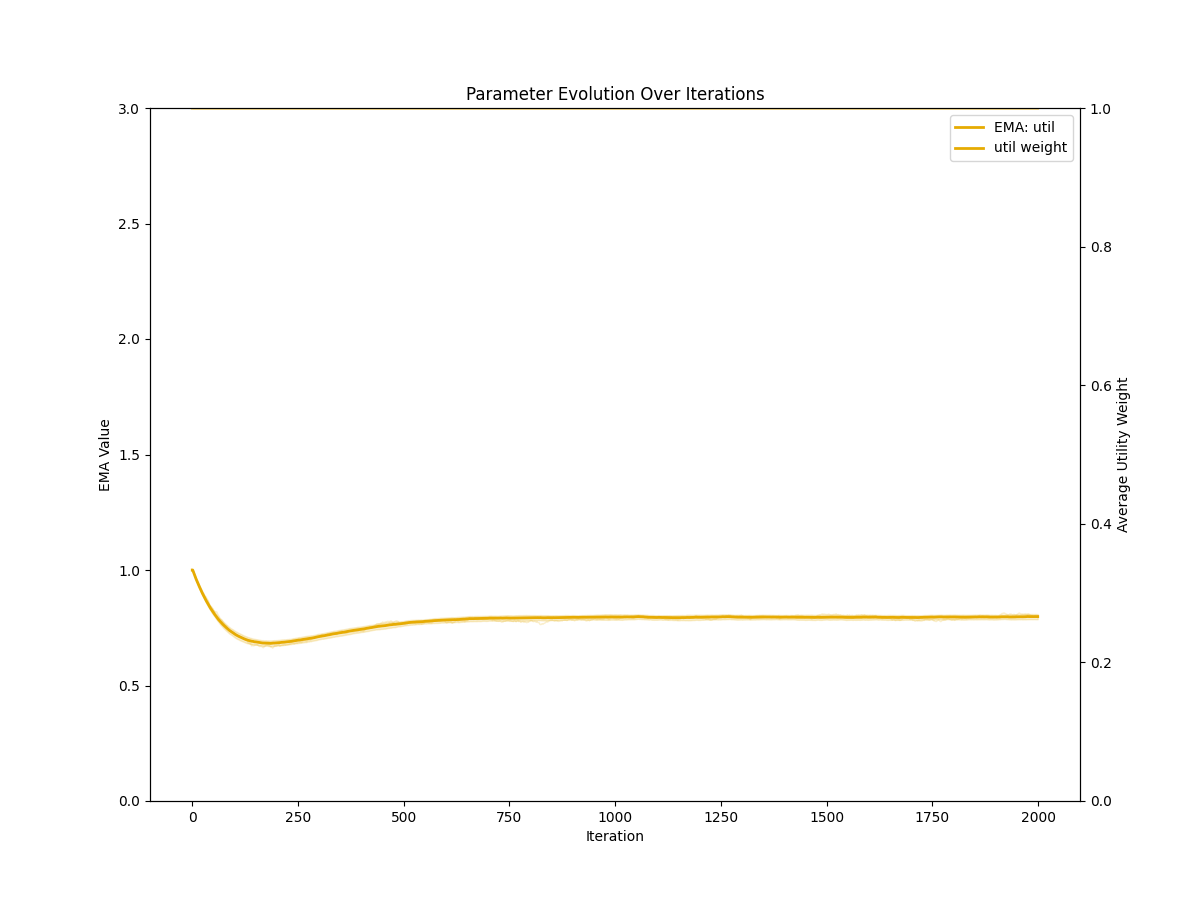 Parameter Evolution Over Iterations
3.0
2.5
2.0
1.5
1.0
0.5
0.0
EMA Value
1.0
0.8
0.6
0.4
0.2
0.0
Average Utility Weight
EMA: util
util weight
0 250 500 750 1000 1250 1500 1750 2000
Iteration